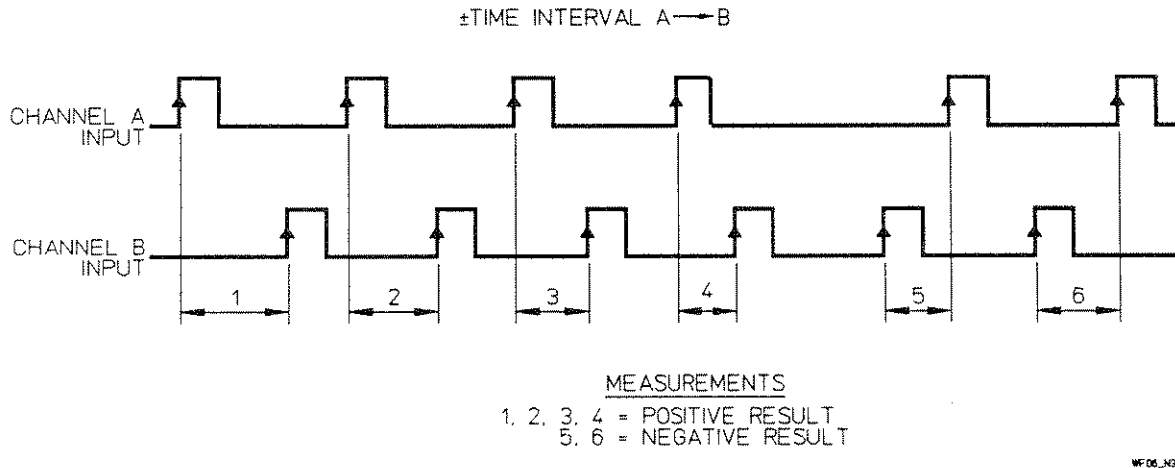 ±TIME INTERVAL A→B
CHANNEL A
INPUT
CHANNEL B
INPUT
1 2 3 4 5 6
MEASUREMENTS
1, 2, 3, 4 = POSITIVE RESULT
5, 6 = NEGATIVE RESULT